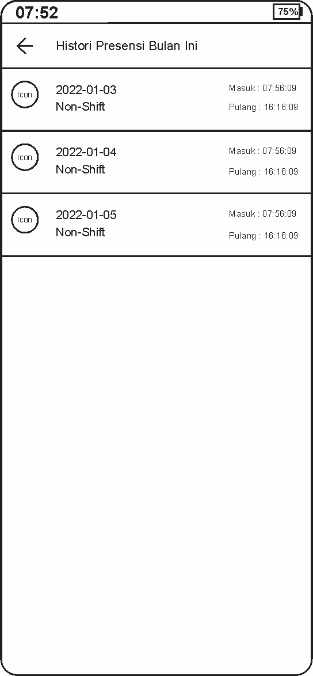 07:52 75%
Histori Presensi Bulan Ini
Icon 2022-01-03 Masuk : 07:56:09
Non-Shift Pulang : 16:16:09
Icon 2022-01-04 Masuk : 07:56:09
Non-Shift Pulang : 16:16:09
Icon 2022-01-05 Masuk : 07:56:09
Non-Shift Pulang : 16:16:09